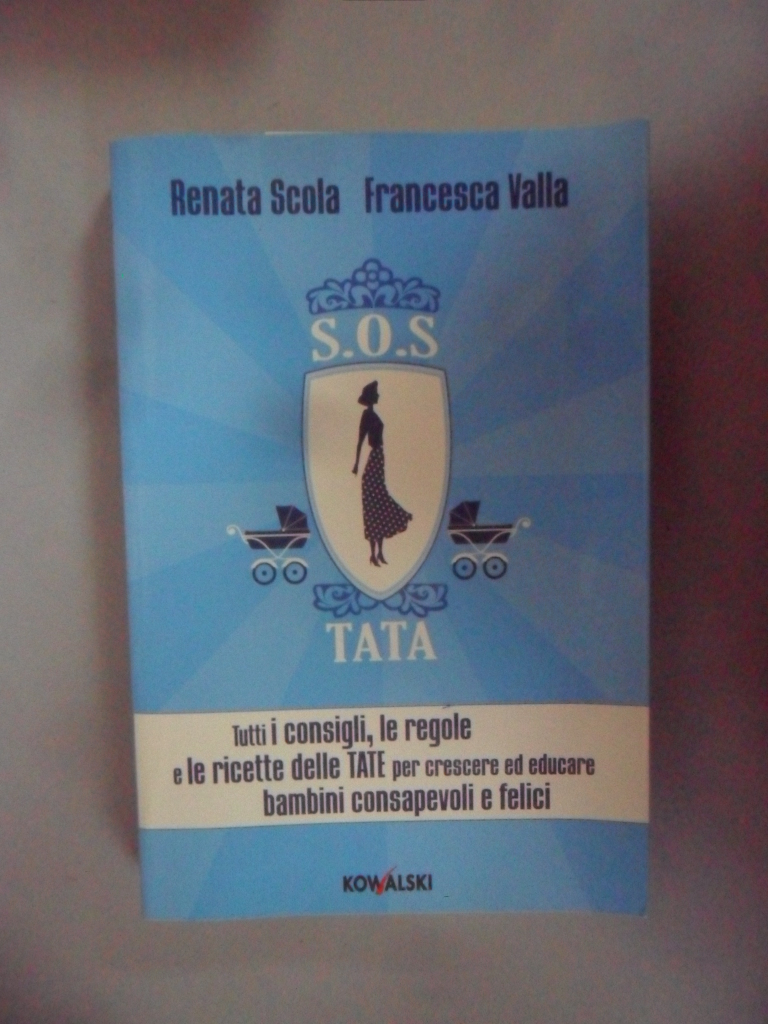 Renata Scola Francesca Valla
S.O.S
TATA
Tutti i consigli, le regole
e le ricette delle TATE per crescere ed educare
bambini consapevoli e felici
KOWALSKI